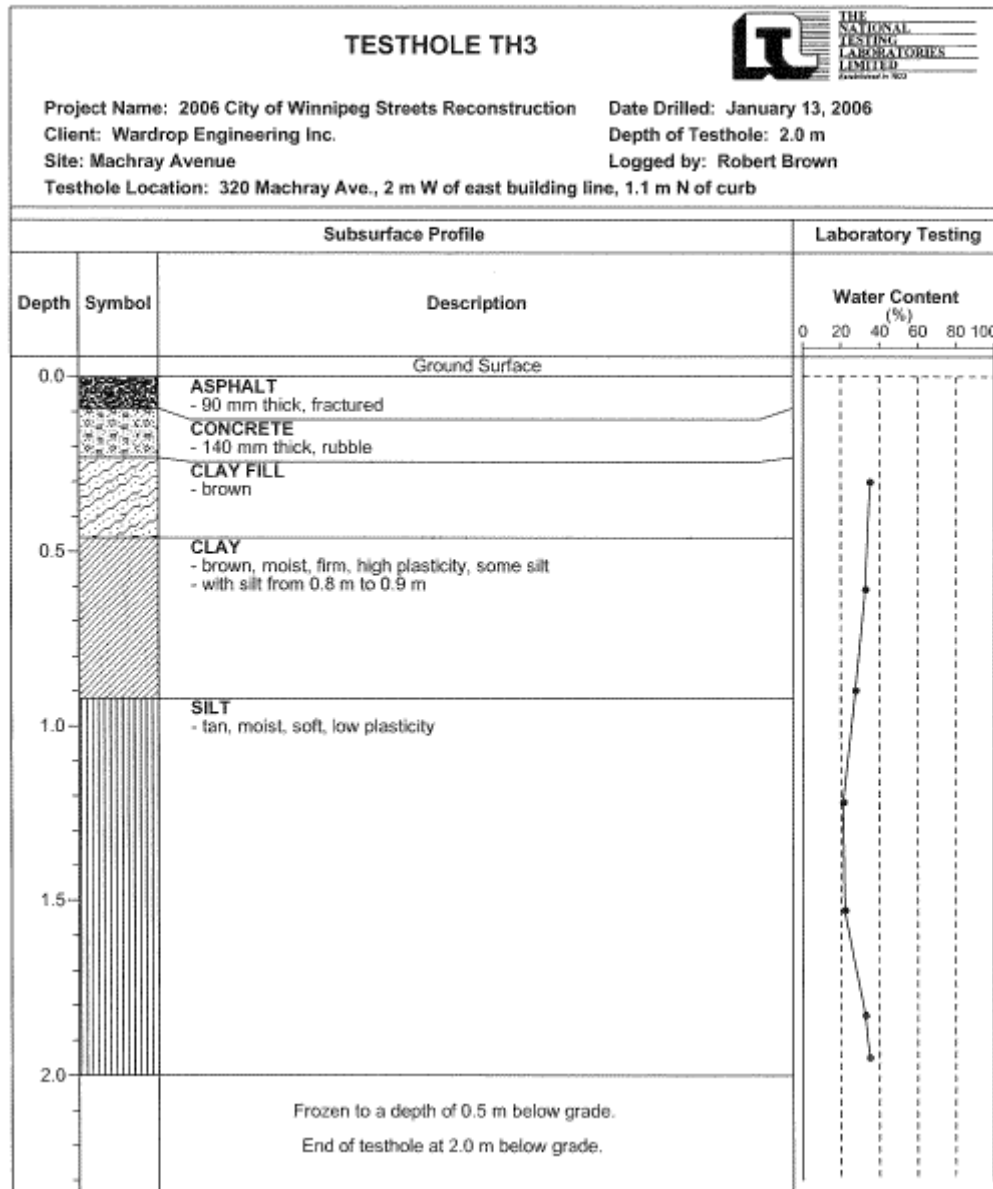 TESTHOLE TH3
THE
NATIONAL
TESTING
LABORATORIES
LIMITED
Established in 1923
Project Name: 2006 City of Winnipeg Streets Reconstruction
Date Drilled: January 13, 2006
Client: Wardrop Engineering Inc.
Depth of Testhole: 2.0 m
Site: Machray Avenue
Logged by: Robert Brown
Testhole Location: 320 Machray Ave., 2 m W of east building line, 1.1 m N of curb
Subsurface Profile
Laboratory Testing
Depth
Symbol
Description
Water Content
(%)
0 20 40 60 80 100
Ground Surface
0.0
ASPHALT
- 90 mm thick, fractured
CONCRETE
- 140 mm thick, rubble
CLAY FILL
- brown
0.5
CLAY
- brown, moist, firm, high plasticity, some silt
- with silt from 0.8 m to 0.9 m
SILT
1.0
- tan, moist, soft, low plasticity
1.5
2.0
Frozen to a depth of 0.5 m below grade.
End of testhole at 2.0 m below grade.